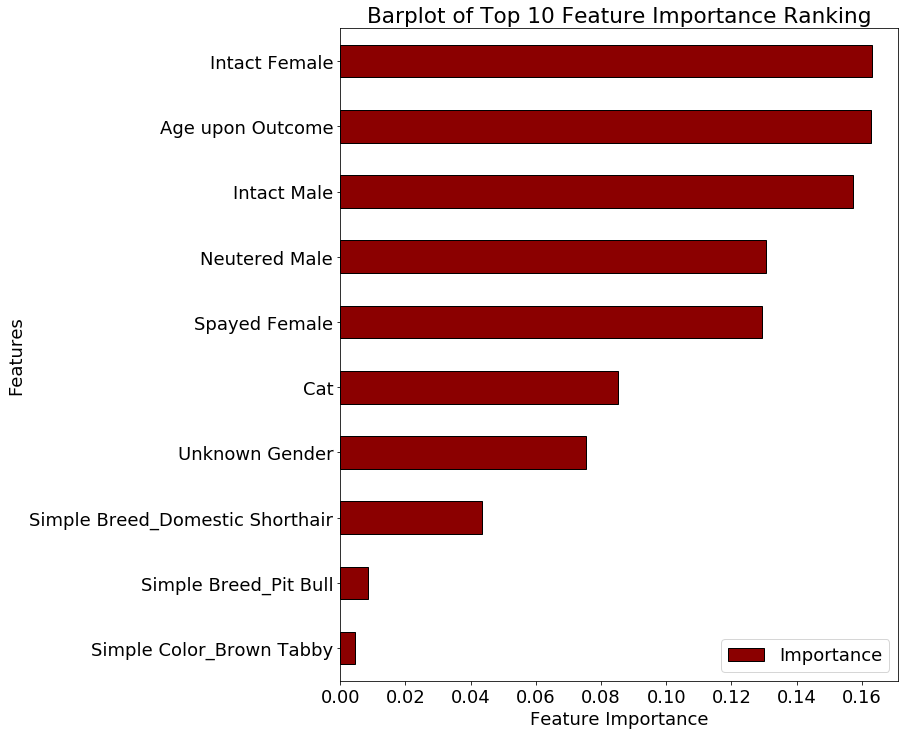 Barplot of Top 10 Feature Importance Ranking
Intact Female
Age upon Outcome
Intact Male
Neutered Male
Spayed Female
Cat
Unknown Gender
Simple Breed_Domestic Shorthair
Simple Breed_Pit Bull
Simple Color_Brown Tabby
Features
Importance
0.00 0.02 0.04 0.06 0.08 0.10 0.12 0.14 0.16
Feature Importance